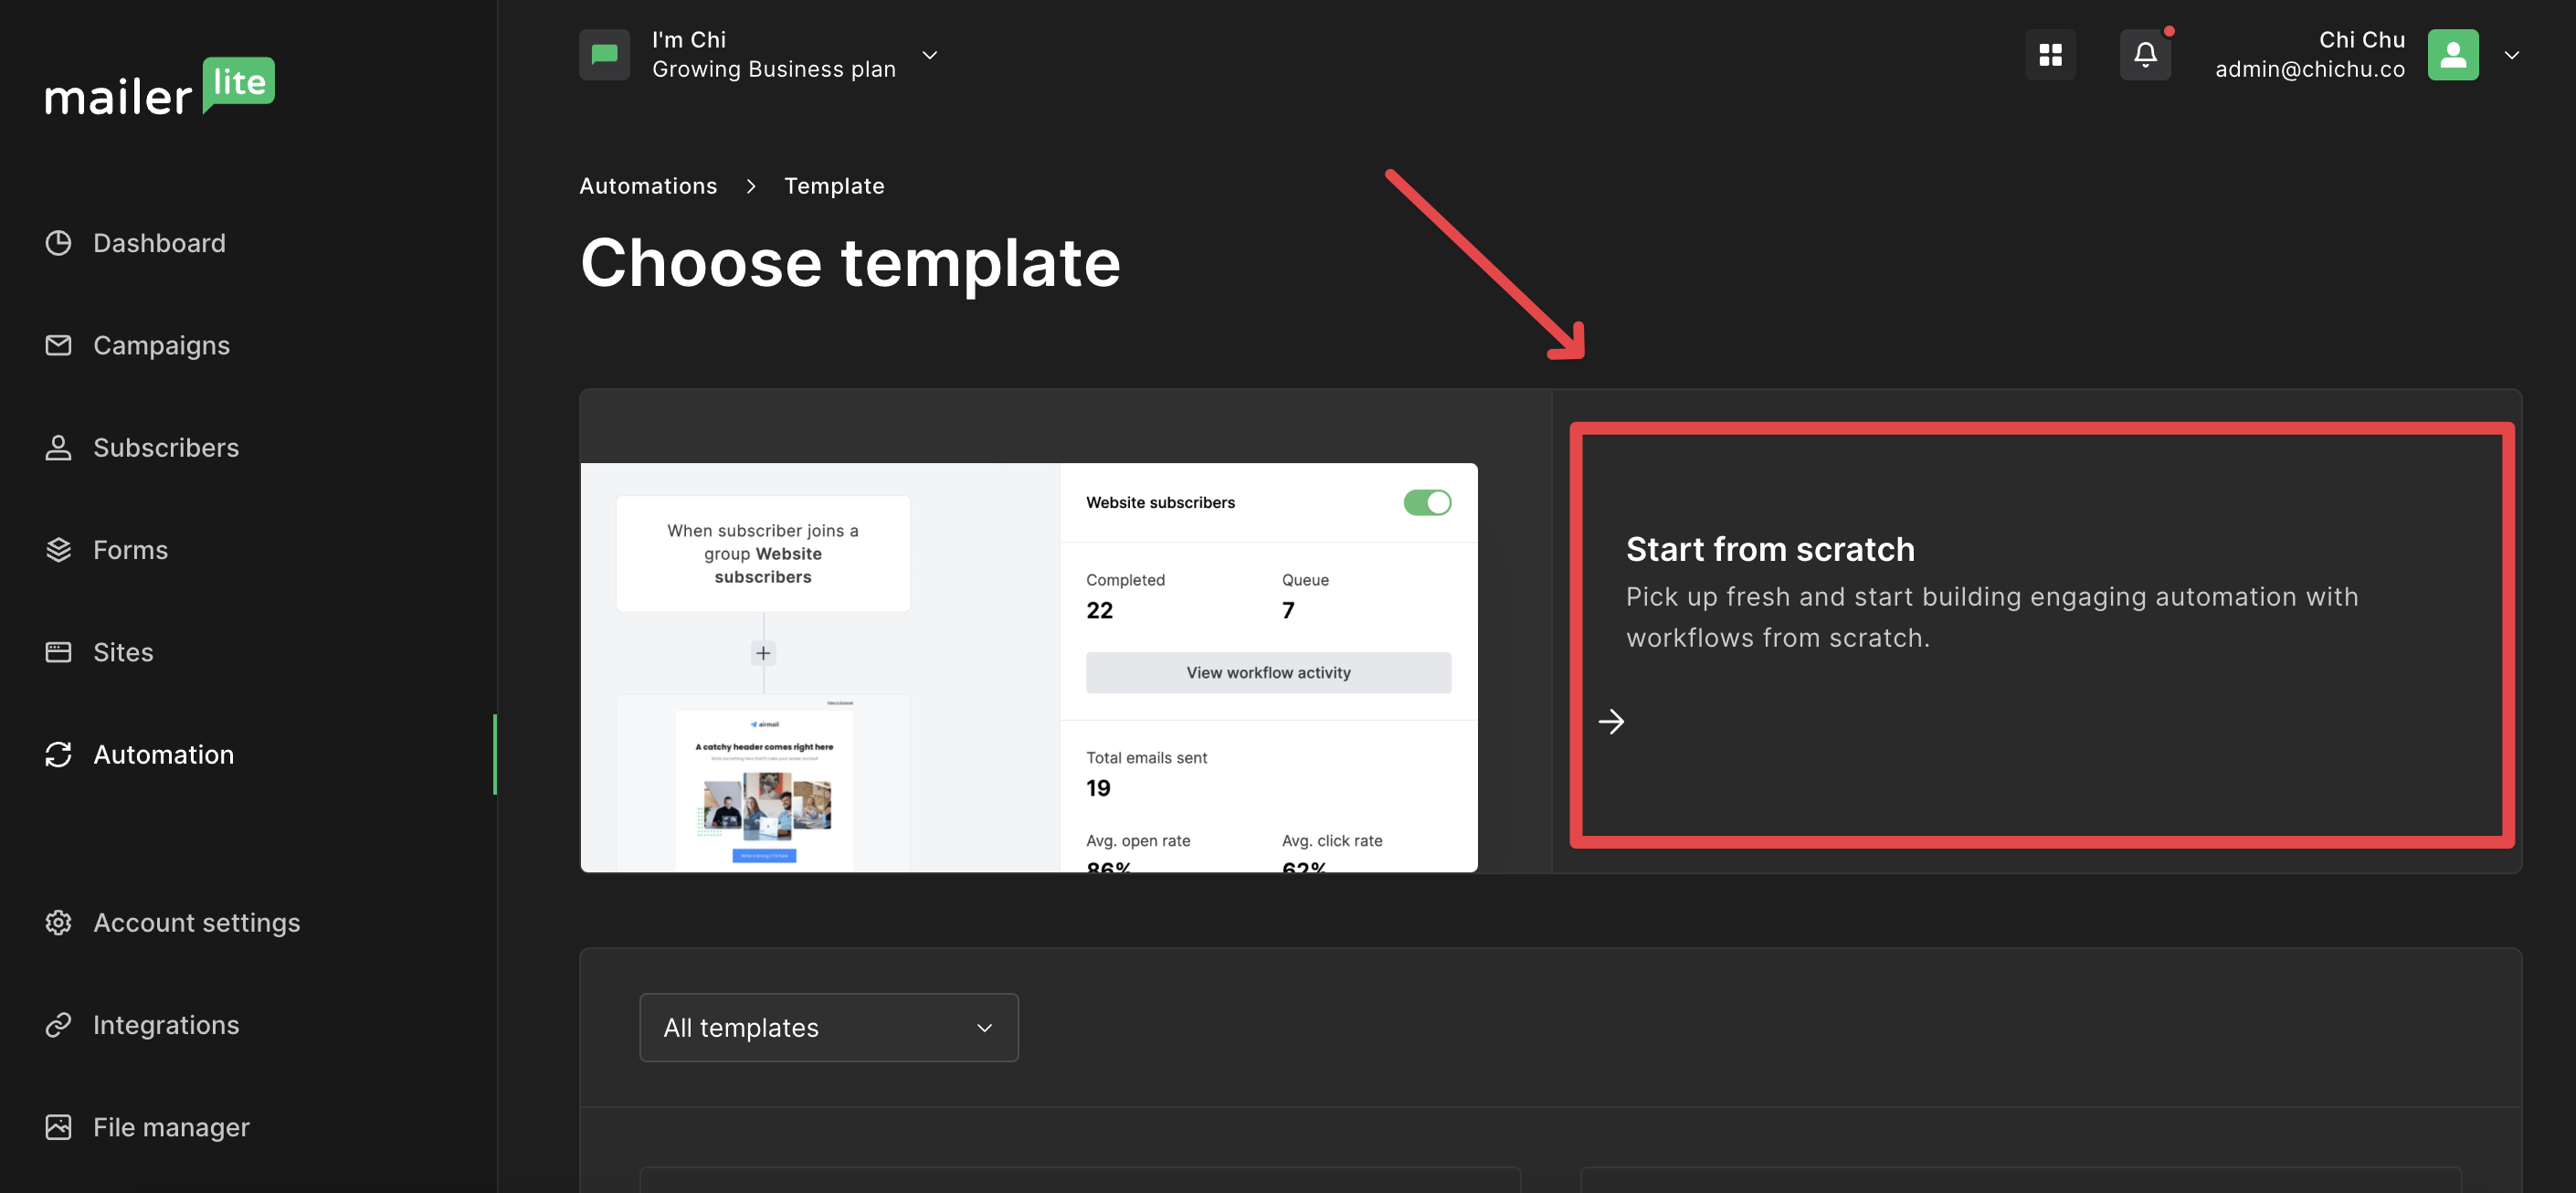 mailer lite
I'm Chi
Growing Business plan
Chi Chu
admin@chichu.co
Dashboard
Campaigns
Subscribers
Forms
Sites
Automation
Account settings
Integrations
File manager
Automations > Template
Choose template
When subscriber joins a
group Website
subscribers
airmail
A catchy header comes right here
Website subscribers
Completed
Queue
22
7
View workflow activity
Total emails sent
19
Avg. open rate
Avg. click rate
86%
62%
Start from scratch
Pick up fresh and start building engaging automation with
workflows from scratch.
All templates